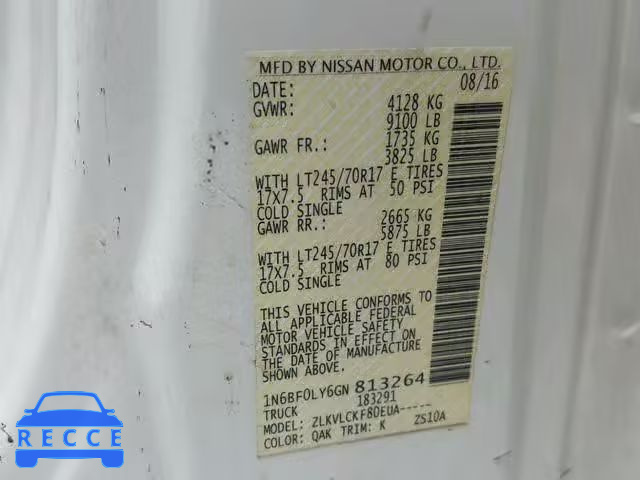 MFD BY NISSAN MOTOR CO., LTD.
DATE: 08/16
GVWR: 4128 KG
9100 LB
GAWR FR.: 1735 KG
3825 LB
WITH LT245/70R17 E TIRES
17X7.5 RIMS AT 50 PSI
COLD SINGLE
GAWR RR.: 2665 KG
5875 LB
WITH LT245/70R17 E TIRES
17X7.5 RIMS AT 80 PSI
COLD SINGLE
THIS VEHICLE CONFORMS TO
ALL APPLICABLE FEDERAL
MOTOR VEHICLE SAFETY
STANDARDS IN EFFECT ON
THE DATE OF MANUFACTURE
SHOWN ABOVE.
1N6BF0LY6GN 813264
TRUCK 183291
MODEL: ZLKVLCKF80EUA-----
COLOR: QAK TRIM: K ZS10A
RECCE